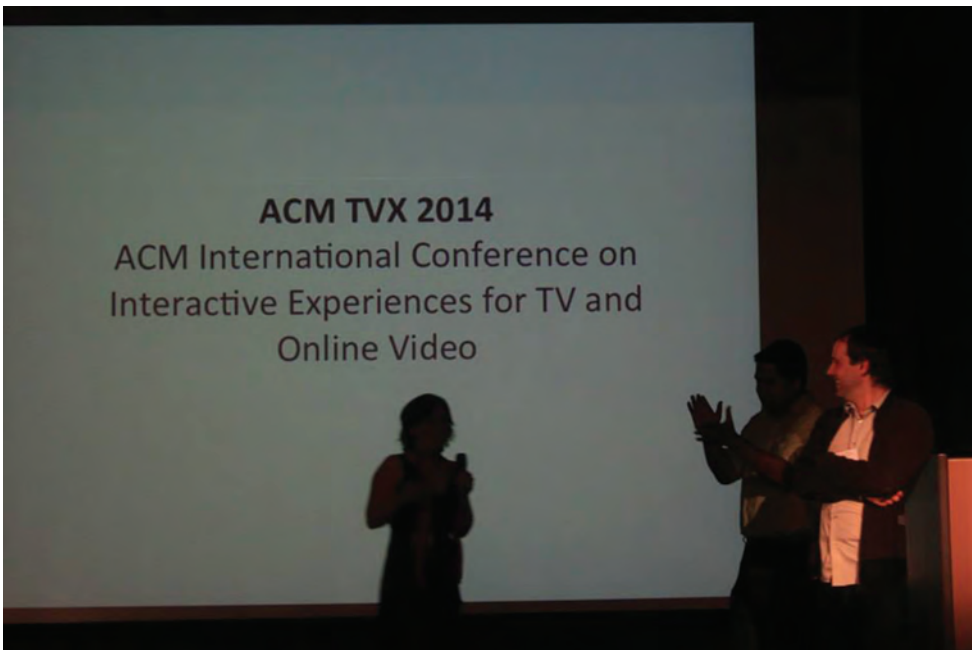 ACM TVX 2014
ACM International Conference on
Interactive Experiences for TV and
Online Video